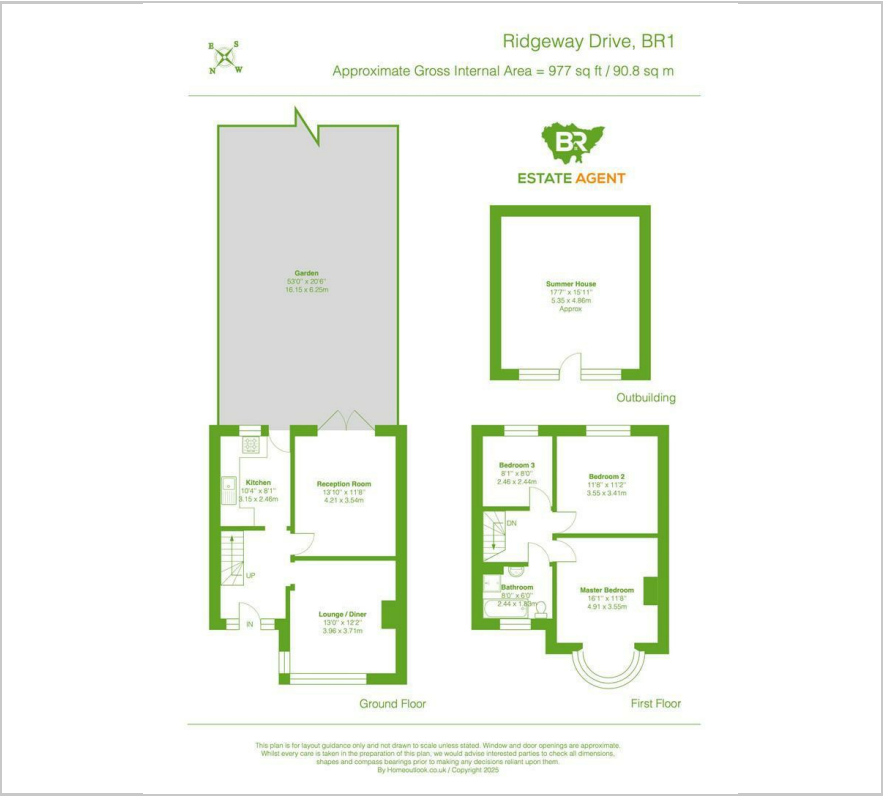 Ridgeway Drive, BR1
Approximate Gross Internal Area = 977 sq ft / 90.8 sq m
E S
N W
BR
ESTATE AGENT
Garden
53'0" x 20'6"
16.15 x 6.25m
Summer House
17'7" x 15'11"
5.35 x 4.86m
Approx
Outbuilding
Kitchen
10'4" x 8'1"
3.15 x 2.46m
Reception Room
13'10" x 11'8"
4.21 x 3.54m
UP
IN
Lounge / Diner
13'0" x 12'2"
3.96 x 3.71m
Ground Floor
Bedroom 3
8'1" x 8'0"
2.46 x 2.44m
Bedroom 2
11'8" x 11'2"
3.55 x 3.41m
DN
Bathroom
8'0" x 6'0"
2.44 x 1.83m
Master Bedroom
16'1" x 11'8"
4.91 x 3.55m
First Floor
This plan is for layout guidance only and not drawn to scale unless stated. Window and door openings are approximate.
Whilst every care is taken in the preparation of this plan, we would advise interested parties to check all dimensions,
shapes and compass bearings prior to making any decisions reliant upon them.
By Homeoutlook.co.uk / Copyright 2025